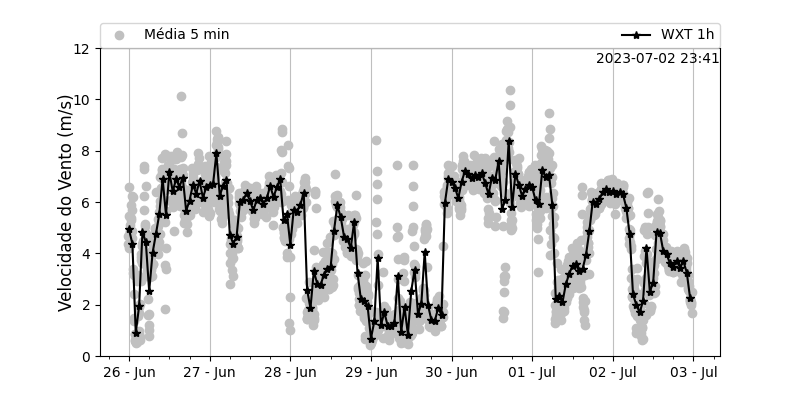 Média 5 min
WXT 1h
2023-07-02 23:41
Velocidade do Vento (m/s)
12
10
8
6
4
2
0
26 - Jun
27 - Jun
28 - Jun
29 - Jun
30 - Jun
01 - Jul
02 - Jul
03 - Jul